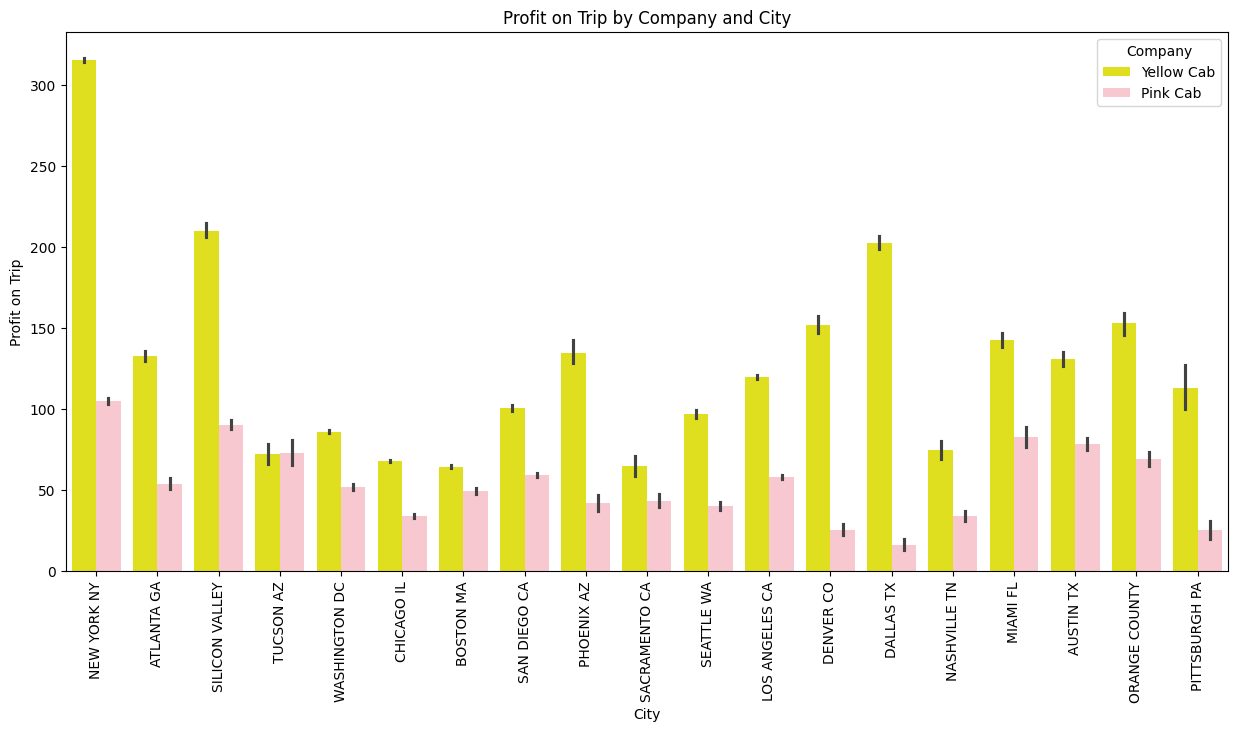 Profit on Trip by Company and City
Company
Yellow Cab
Pink Cab
Profit on Trip
300
250
200
150
100
50
0
NEW YORK NY
ATLANTA GA
SILICON VALLEY
TUCSON AZ
WASHINGTON DC
CHICAGO IL
BOSTON MA
SAN DIEGO CA
PHOENIX AZ
SACRAMENTO CA
SEATTLE WA
LOS ANGELES CA
DENVER CO
DALLAS TX
NASHVILLE TN
MIAMI FL
AUSTIN TX
ORANGE COUNTY
PITTSBURGH PA
City